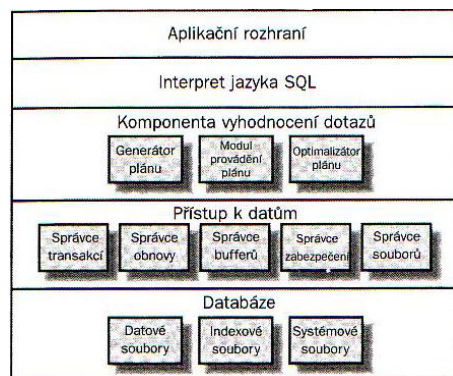 Aplikační rozhraní
Interpret jazyka SQL
Komponenta vyhodnocení dotazů
Generátor
plánu
Modul
provádění
plánu
Optimalizátor
plánu
Přístup k datům
Správce
transakcí
Správce
obnovy
Správce
bufferů
Správce
zabezpečení
Správce
souborů
Databáze
Datové
soubory
Indexové
soubory
Systémové
soubory